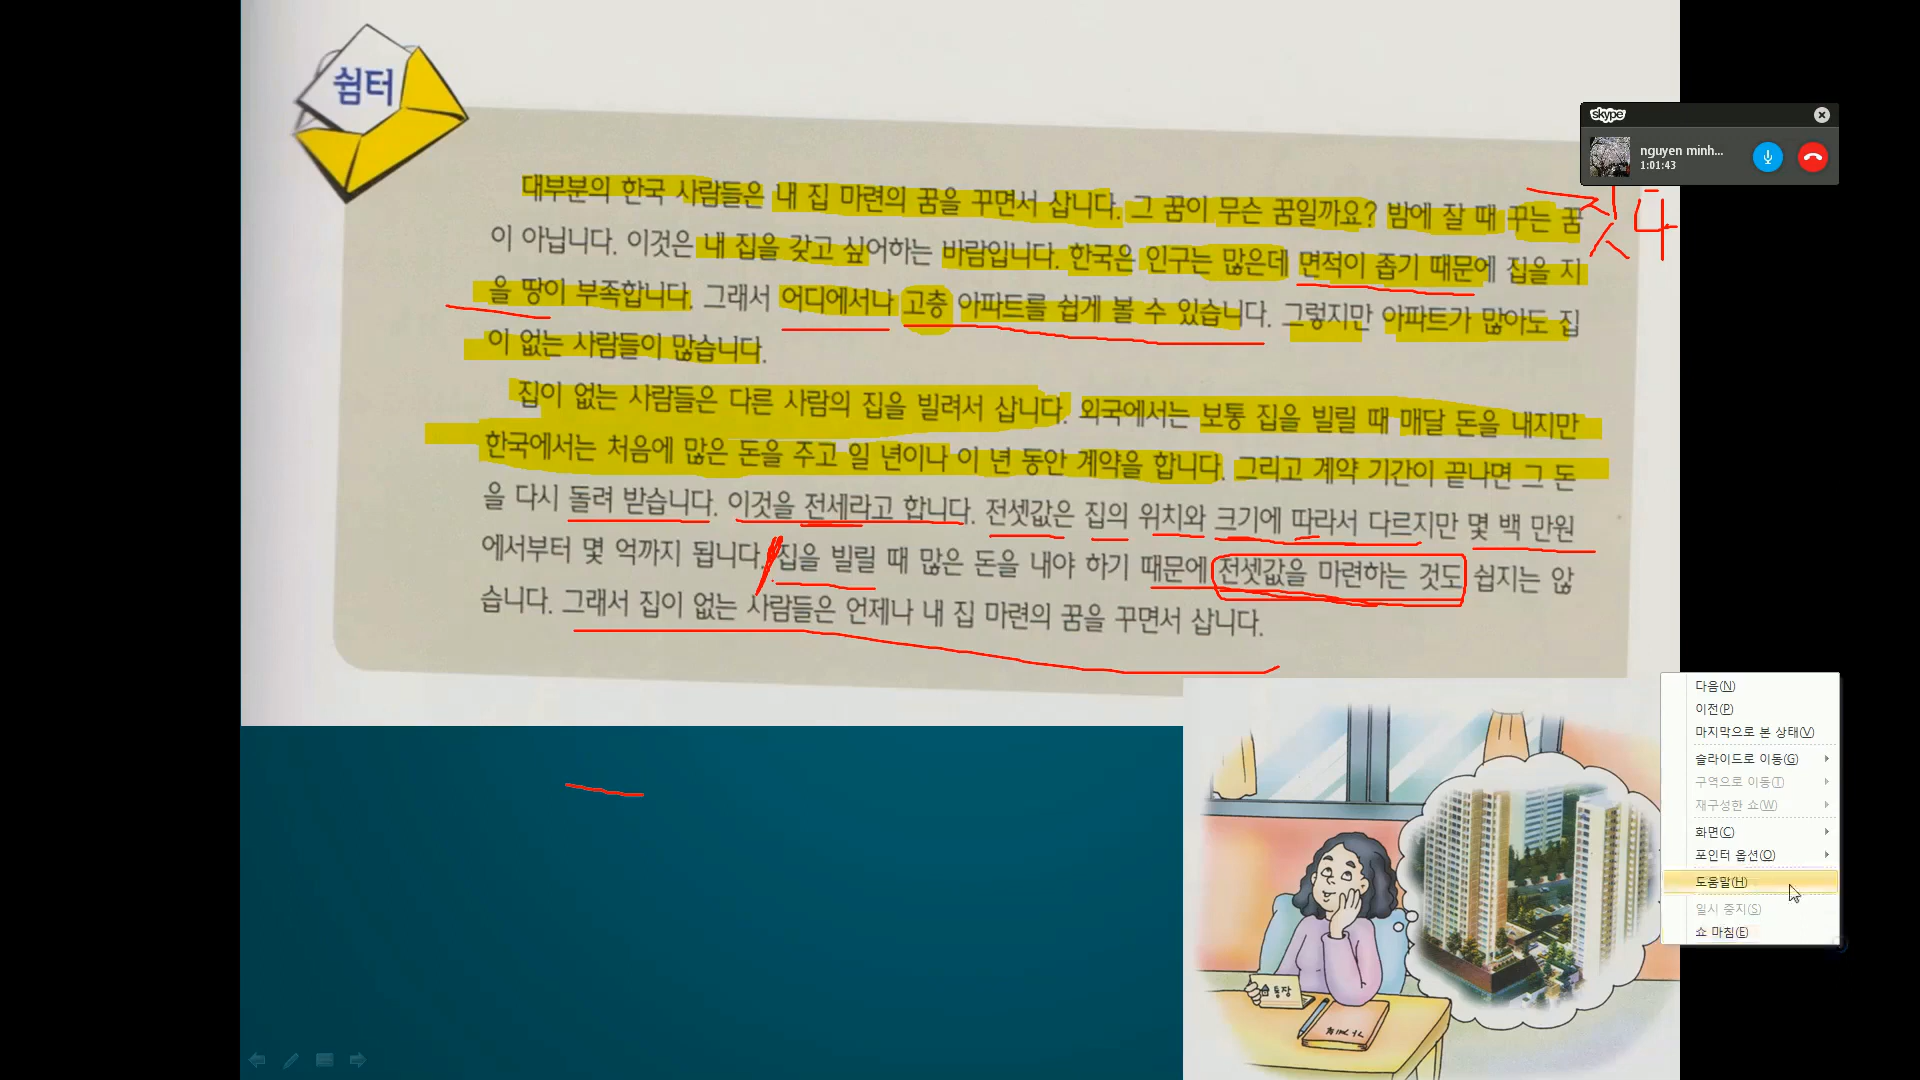 쉼터
대부분의 한국 사람들은 내 집 마련의 꿈을 꾸면서 삽니다. 그 꿈이 무슨 꿈일까요? 밤에 잘 때 꾸는 꿈
이 아닙니다. 이것은 내 집을 갖고 싶어하는 바람입니다. 한국은 인구는 많은데 면적이 좁기 때문에 집을 지
을 땅이 부족합니다. 그래서 어디에서나 고층 아파트를 쉽게 볼 수 있습니다. 그렇지만 아파트가 많아도 집
이 없는 사람들이 많습니다.
집이 없는 사람들은 다른 사람의 집을 빌려서 삽니다. 외국에서는 보통 집을 빌릴 때 매달 돈을 내지만
한국에서는 처음에 많은 돈을 주고 일 년이나 이 년 동안 계약을 합니다. 그리고 계약 기간이 끝나면 그 돈
을 다시 돌려 받습니다. 이것을 전세라고 합니다. 전셋값은 집의 위치와 크기에 따라서 다르지만 몇 백 만원
에서부터 몇 억까지 됩니다. 집을 빌릴 때 많은 돈을 내야 하기 때문에 전셋값을 마련하는 것도 쉽지는 않
습니다. 그래서 집이 없는 사람들은 언제나 내 집 마련의 꿈을 꾸면서 삽니다.
skype
nguyen minh...
1:01:43
다음(N)
이전(P)
마지막으로 본 상태(V)
슬라이드로 이동(G)
구역으로 이동(T)
재구성한 쇼(W)
화면(C)
포인터 옵션(O)
도움말(H)
일시 중지(S)
쇼 마침(E)
통장